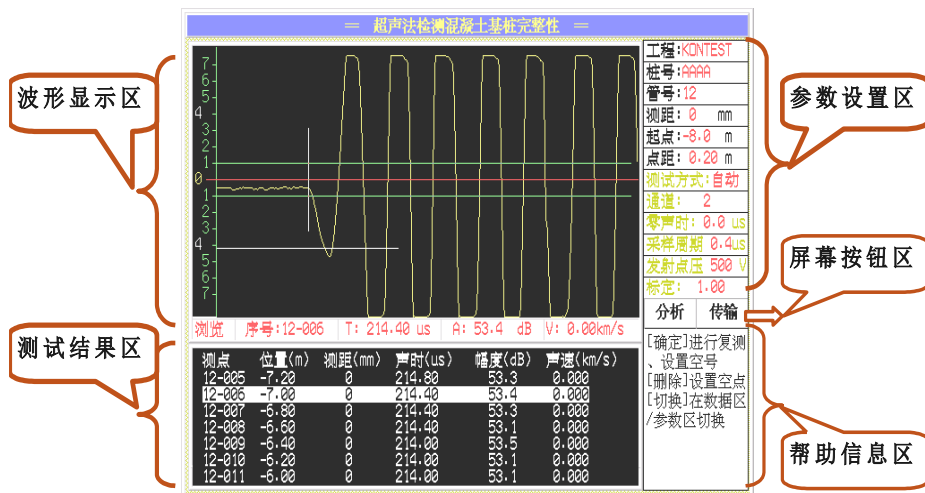 ═ 超声法检测混凝土基桩完整性 ═
波形显示区
测试结果区
7
6
5
4
3
2
1
0
1
2
3
4
5
6
7
浏览 序号:12-006 T: 214.40 us A: 53.4 dB V: 0.00km/s
测点 位置(m) 测距(mm) 声时(us) 幅度(dB) 声速(km/s)
12-005 -7.20 0 214.80 53.3 0.000
12-006 -7.00 0 214.40 53.4 0.000
12-007 -6.80 0 214.40 53.3 0.000
12-008 -6.60 0 214.40 53.1 0.000
12-009 -6.40 0 214.00 53.5 0.000
12-010 -6.20 0 214.00 53.1 0.000
12-011 -6.00 0 214.00 53.1 0.000
工程:KONTEST
桩号:AAAA
管号:12
测距: 0 mm
起点:-8.0 m
点距: 0.20 m
测试方式:自动
通道: 2
零声时: 0.0 us
采样周期 0.4us
发射点压 500 V
标定: 1.00
分析 传输
[确定]进行复测
、设置空号
[删除]设置空点
[切换]在数据区
/参数区切换
参数设置区
屏幕按钮区
帮助信息区